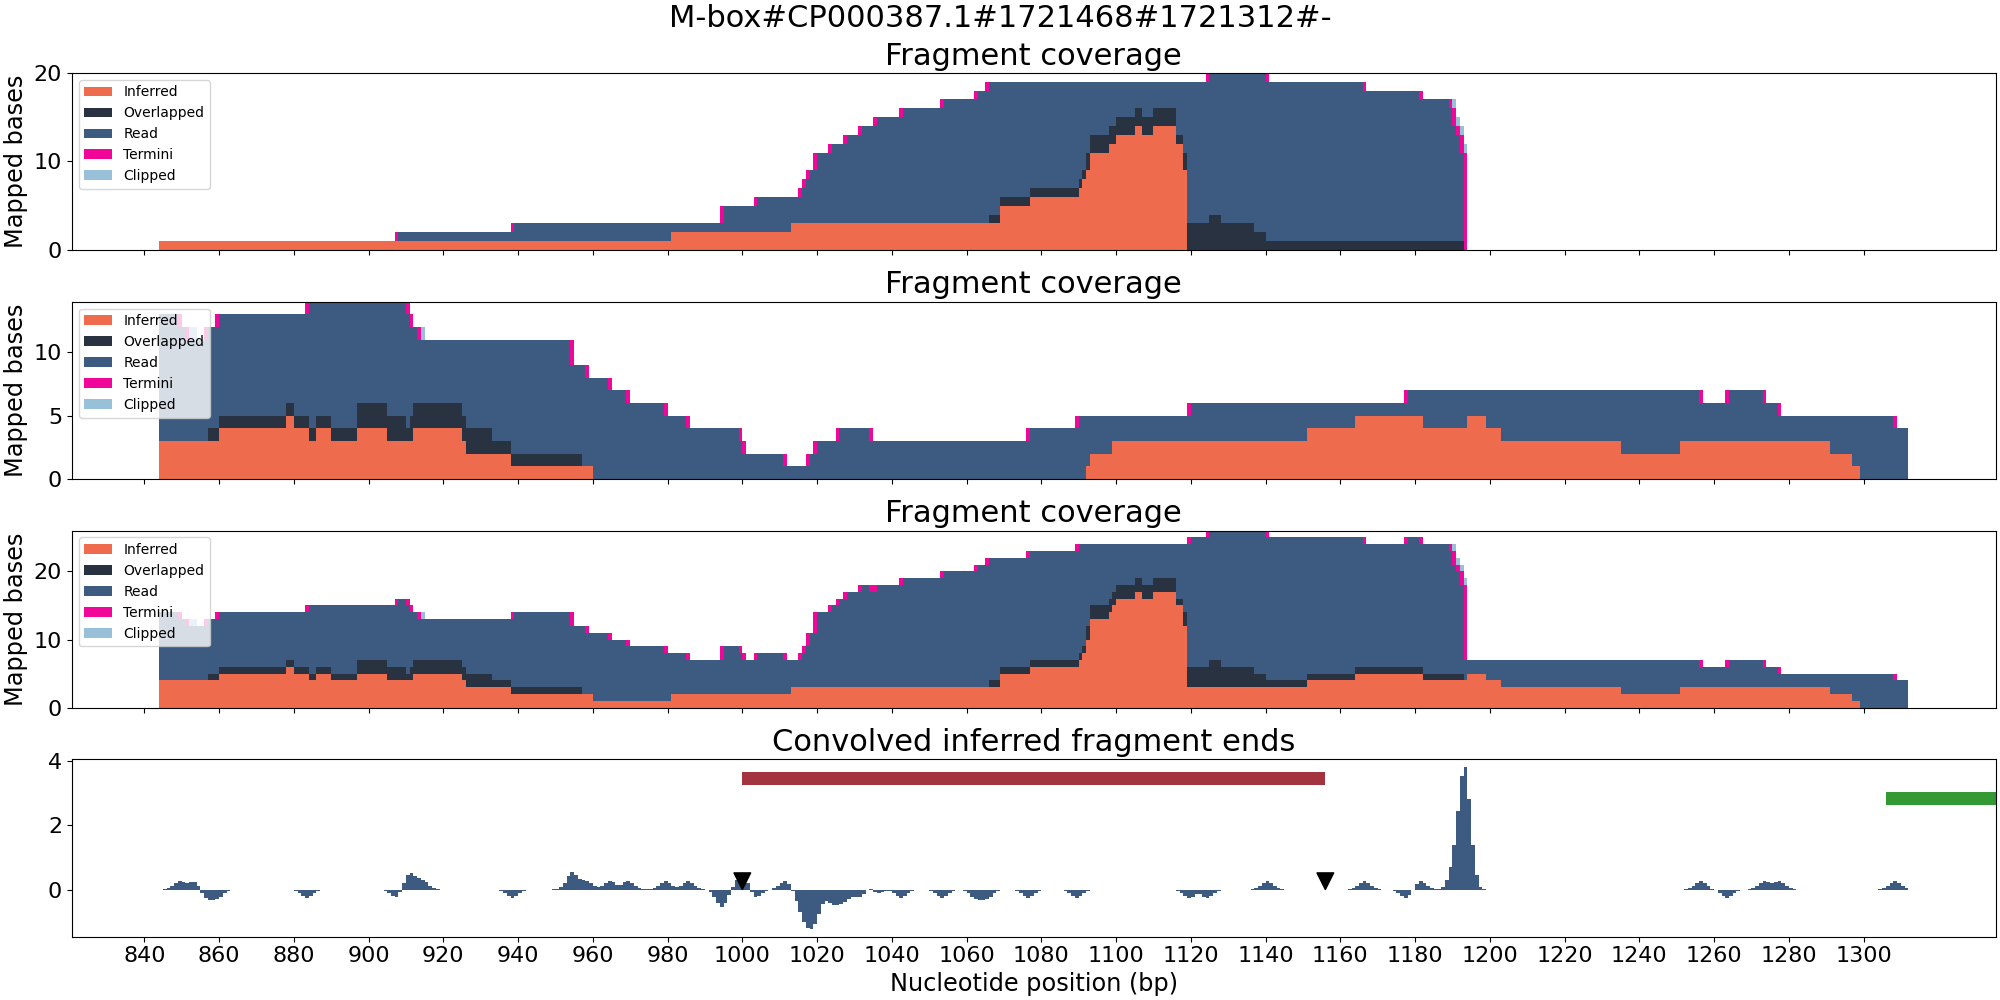 M-box#CP000387.1#1721468#1721312#-
Fragment coverage
Mapped bases
20
10
0
Inferred
Overlapped
Read
Termini
Clipped
Fragment coverage
Mapped bases
10
5
0
Inferred
Overlapped
Read
Termini
Clipped
Fragment coverage
Mapped bases
20
10
0
Inferred
Overlapped
Read
Termini
Clipped
Convolved inferred fragment ends
4
2
0
840 860 880 900 920 940 960 980 1000 1020 1040 1060 1080 1100 1120 1140 1160 1180 1200 1220 1240 1260 1280 1300
Nucleotide position (bp)